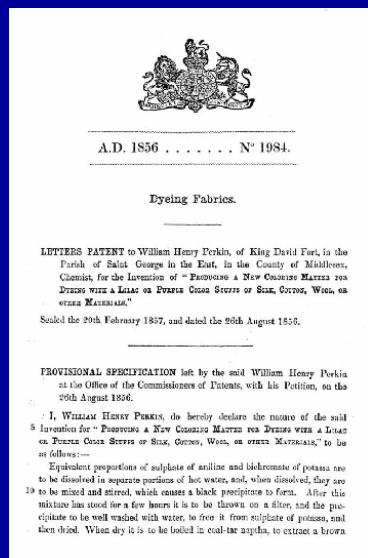 A.D. 1856 . . . . . . . Nº 1984.
Dyeing Fabrics.
LETTERS PATENT to William Henry Perkin, of King David Fort, in the
Parish of Saint George in the East, in the County of Middlesex,
Chemist, for the Invention of "PRODUCING A NEW COLORING MATTER FOR
DYEING WITH A LILAC OR PURPLE COLOR STUFFS OF SILK, COTTON, WOOL, OR
OTHER MATERIALS."
Sealed the 20th February 1857, and dated the 26th August 1856.
PROVISIONAL SPECIFICATION left by the said William Henry Perkin
at the Office of the Commissioners of Patents, with his Petition, on the
26th August 1856.
I, WILLIAM HENRY PERKIN, do hereby declare the nature of the said
5 Invention for "PRODUCING A NEW COLORING MATTER FOR DYEING WITH A LILAC
OR PURPLE COLOR STUFFS OF SILK, COTTON, WOOL, OR OTHER MATERIALS," to be
as follows:—
Equivalent proportions of sulphate of aniline and bichromate of potassa are
to be dissolved in separate portions of hot water, and, when dissolved, they are
10 to be mixed and stirred, which causes a black precipitate to form. After this
mixture has stood for a few hours it is to be thrown on a filter, and the pre-
cipitate to be well washed with water, to free it from sulphate of potassa, and
then dried. When dry it is to be boiled in coal-tar naptha, to extract a brown